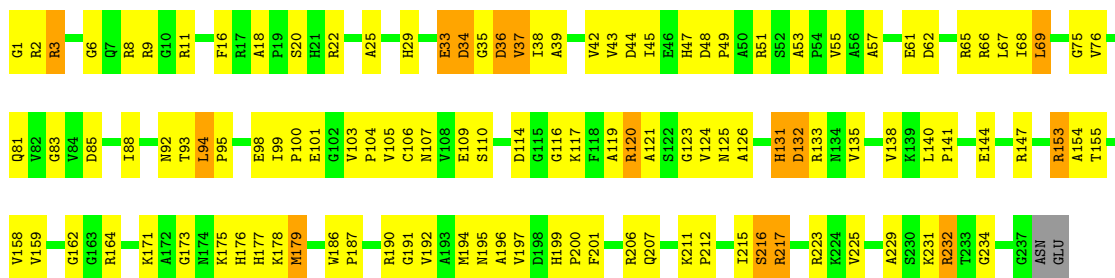 G1 R2 R3 G6 Q7 R8 R9 G10 R11 F16 R17 A18 P19 S20 H21 R22 A25 H29 E33 D34 G35 D36 V37 I38 A39 V42 V43 D44 I45 E46 H47 D48 P49 A50 R51 S52 A53 P54 V55 A56 A57 E61 D62 R65 R66 L67 I68 L69 G75 V76
Q81 V82 G83 V84 D85 I88 N92 T93 L94 P95 E98 I99 P100 E101 G102 V103 P104 V105 C106 N107 V108 E109 S110 D114 G115 G116 K117 F118 A119 R120 A121 S122 G123 V124 N125 A126 H131 D132 R133 N134 V135 V138 K139 L140 P141 E144 R147 R153 A154 T155
V158 V159 G162 G163 R164 K171 A172 G173 N174 K175 H176 H177 K178 M179 W186 P187 R190 G191 V192 A193 M194 N195 A196 V197 D198 H199 P200 F201 R206 Q207 K211 P212 I215 S216 R217 R223 K224 V225 A229 S230 K231 R232 T233 G234 G237 ASN GLU